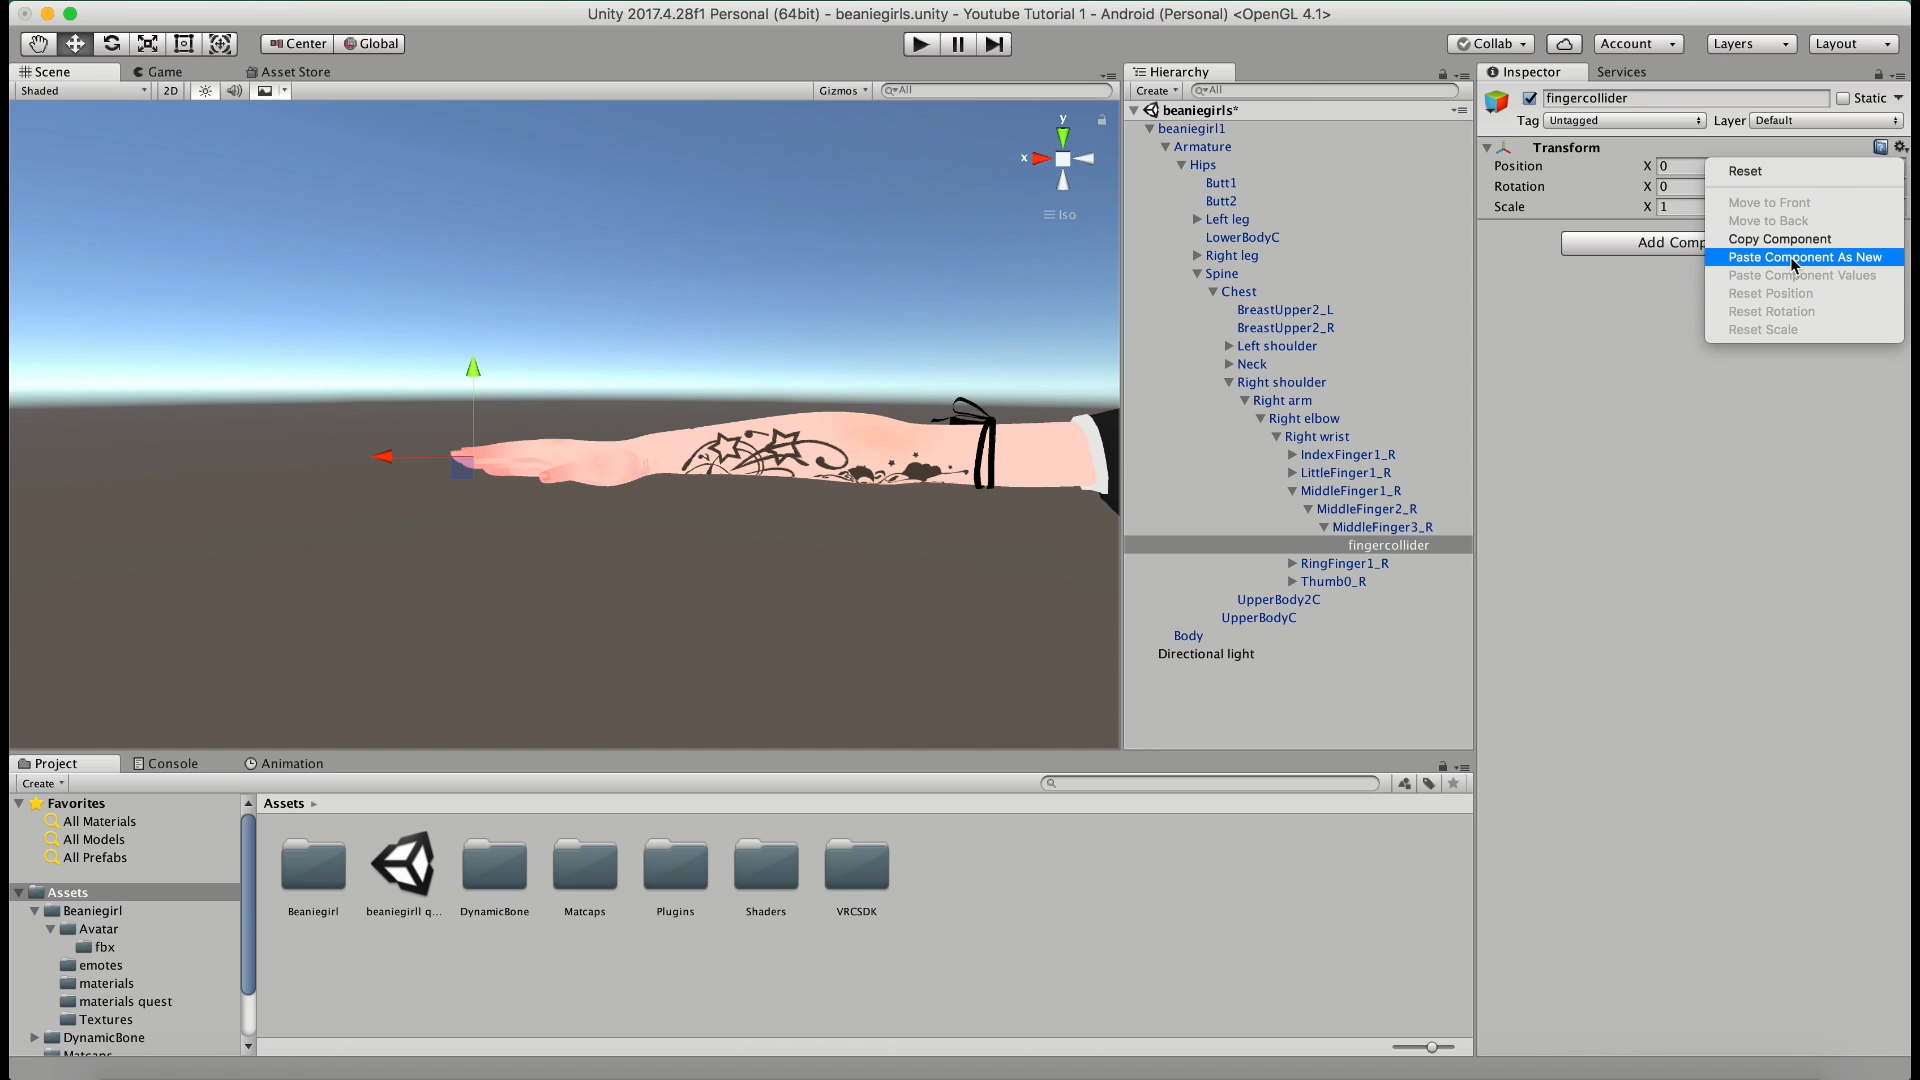 Unity 2017.4.28f1 Personal (64bit) - beaniegirls.unity - Youtube Tutorial 1 - Android (Personal) <OpenGL 4.1>
Center Global Collab Account Layers Layout
Scene Game Asset Store
Shaded 2D Gizmos All
y
x
Iso
Hierarchy
Create All
beaniegirls*
beaniegirl1
Armature
Hips
Butt1
Butt2
Left leg
LowerBodyC
Right leg
Spine
Chest
BreastUpper2_L
BreastUpper2_R
Left shoulder
Neck
Right shoulder
Right arm
Right elbow
Right wrist
IndexFinger1_R
LittleFinger1_R
MiddleFinger1_R
MiddleFinger2_R
MiddleFinger3_R
fingercollider
RingFinger1_R
Thumb0_R
UpperBody2C
UpperBodyC
Body
Directional light
Inspector Services
fingercollider Static
Tag Untagged Layer Default
Transform
Position X 0
Rotation X 0
Scale X 1
Add Comp
Reset
Move to Front
Move to Back
Copy Component
Paste Component As New
Paste Component Values
Reset Position
Reset Rotation
Reset Scale
Project Console Animation
Create
Favorites
All Materials
All Models
All Prefabs
Assets
Beaniegirl
Avatar
fbx
emotes
materials
materials quest
Textures
DynamicBone
Matcaps
Assets
Beaniegirl beaniegirll q... DynamicBone Matcaps Plugins Shaders VRCSDK